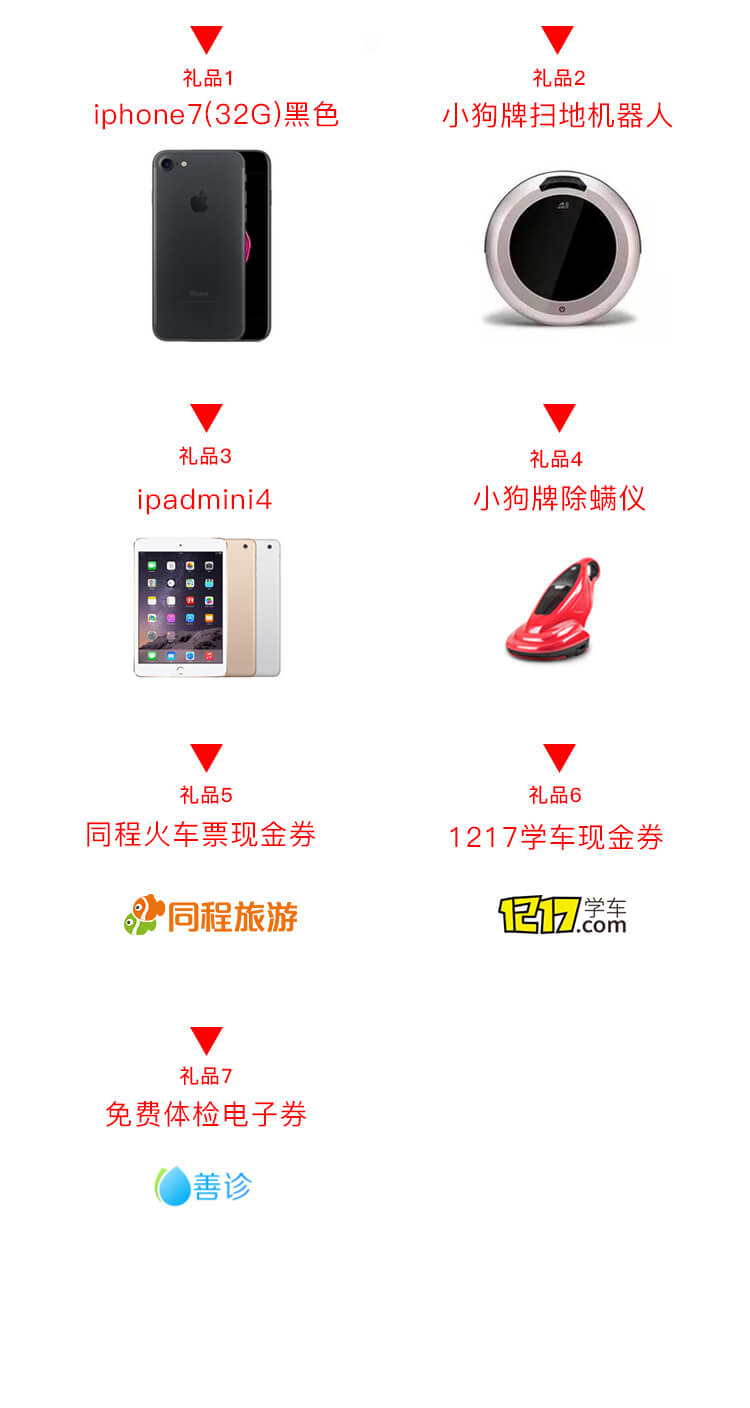 礼品1
iphone7(32G)黑色
礼品2
小狗牌扫地机器人
礼品3
ipadmini4
礼品4
小狗牌除螨仪
礼品5
同程火车票现金券
同程旅游
礼品6
1217学车现金券
1217学车
.com
礼品7
免费体检电子券
善诊